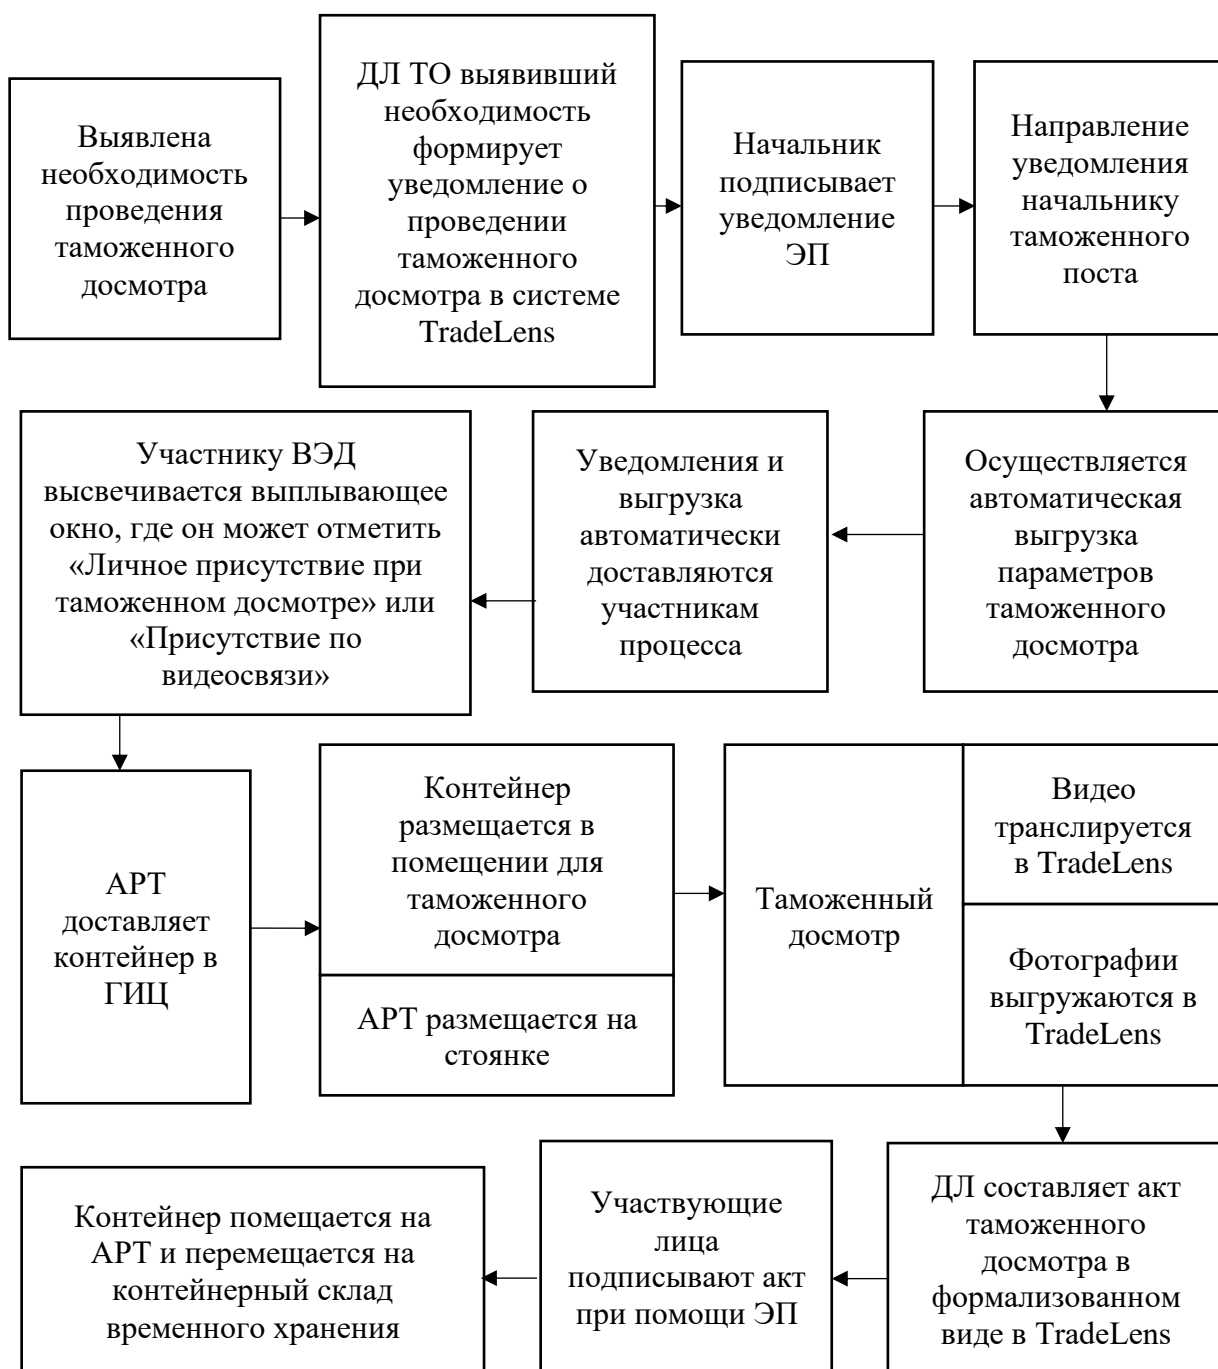 Выявлена
необходимость
проведения
таможенного
досмотра
ДЛ ТО выявивший
необходимость
формирует
уведомление о
проведении
таможенного
досмотра в системе
TradeLens
Начальник
подписывает
уведомление
ЭП
Направление
уведомления
начальнику
таможенного
поста
Осуществляется
автоматическая
выгрузка
параметров
таможенного
досмотра
Уведомления и
выгрузка
автоматически
доставляются
участникам
процесса
Участнику ВЭД
высвечивается выплывающее
окно, где он может отметить
«Личное присутствие при
таможенном досмотре» или
«Присутствие по
видеосвязи»
АРТ
доставляет
контейнер в
ГИЦ
Контейнер
размещается в
помещении для
таможенного
досмотра
АРТ размещается на
стоянке
Таможенный
досмотр
Видео
транслируется
в TradeLens
Фотографии
выгружаются в
TradeLens
ДЛ составляет акт
таможенного
досмотра в
формализованном
виде в TradeLens
Участвующие
лица
подписывают акт
при помощи ЭП
Контейнер помещается на
АРТ и перемещается на
контейнерный склад
временного хранения